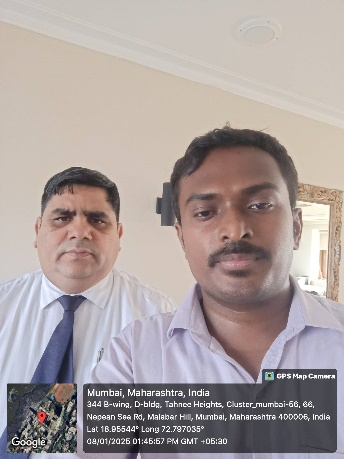 GPS Map Camera
Mumbai, Maharashtra, India
344 B-wing, D-bldg, Tahnee Heights, Cluster_mumbai-56, 66,
Nepean Sea Rd, Malabar Hill, Mumbai, Maharashtra 400006, India
Lat 18.95544° Long 72.797035°
08/01/2025 01:45:57 PM GMT +05:30
Google